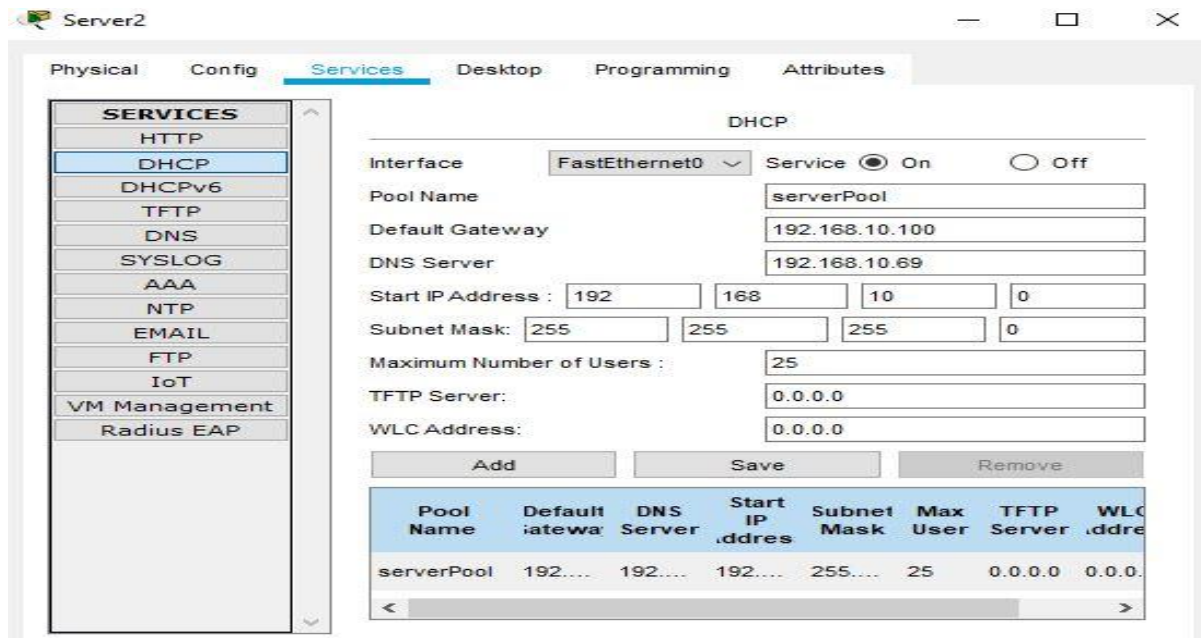 Server2
Physical Config Services Desktop Programming Attributes
SERVICES
HTTP
DHCP
DHCPv6
TFTP
DNS
SYSLOG
AAA
NTP
EMAIL
FTP
IoT
VM Management
Radius EAP
DHCP
Interface FastEthernet0 Service On Off
Pool Name serverPool
Default Gateway 192.168.10.100
DNS Server 192.168.10.69
Start IP Address : 192 168 10 0
Subnet Mask: 255 255 255 0
Maximum Number of Users : 25
TFTP Server: 0.0.0.0
WLC Address: 0.0.0.0
Add Save Remove
Pool Default DNS Start Subnet Max TFTP WLC
Name Server IP Mask User Server
serverPool 192.... 192.... 192.... 255.... 25 0.0.0.0 0.0.0.